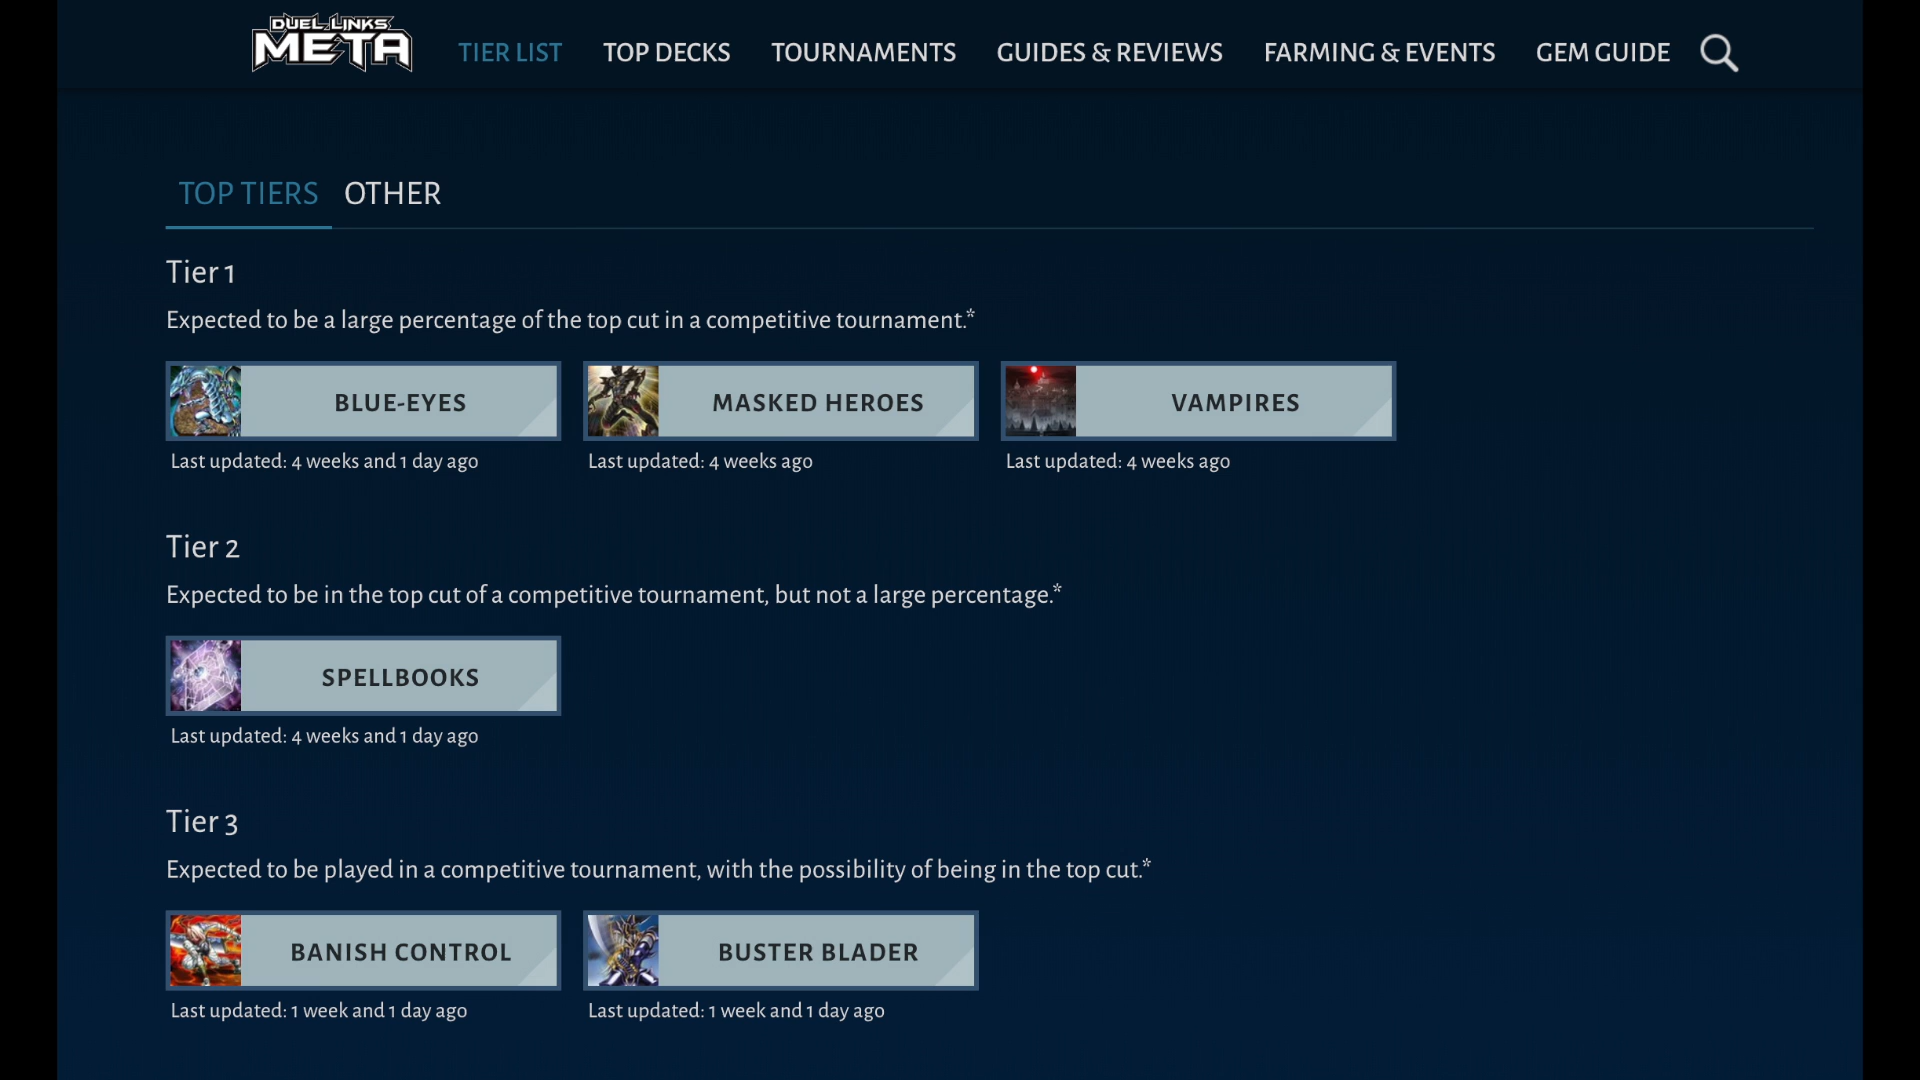 DUEL LINKS
META
TIER LIST
TOP DECKS
TOURNAMENTS
GUIDES & REVIEWS
FARMING & EVENTS
GEM GUIDE
TOP TIERS
OTHER
Tier 1
Expected to be a large percentage of the top cut in a competitive tournament.*
BLUE-EYES
MASKED HEROES
VAMPIRES
Last updated: 4 weeks and 1 day ago
Last updated: 4 weeks ago
Last updated: 4 weeks ago
Tier 2
Expected to be in the top cut of a competitive tournament, but not a large percentage.*
SPELLBOOKS
Last updated: 4 weeks and 1 day ago
Tier 3
Expected to be played in a competitive tournament, with the possibility of being in the top cut.*
BANISH CONTROL
BUSTER BLADER
Last updated: 1 week and 1 day ago
Last updated: 1 week and 1 day ago